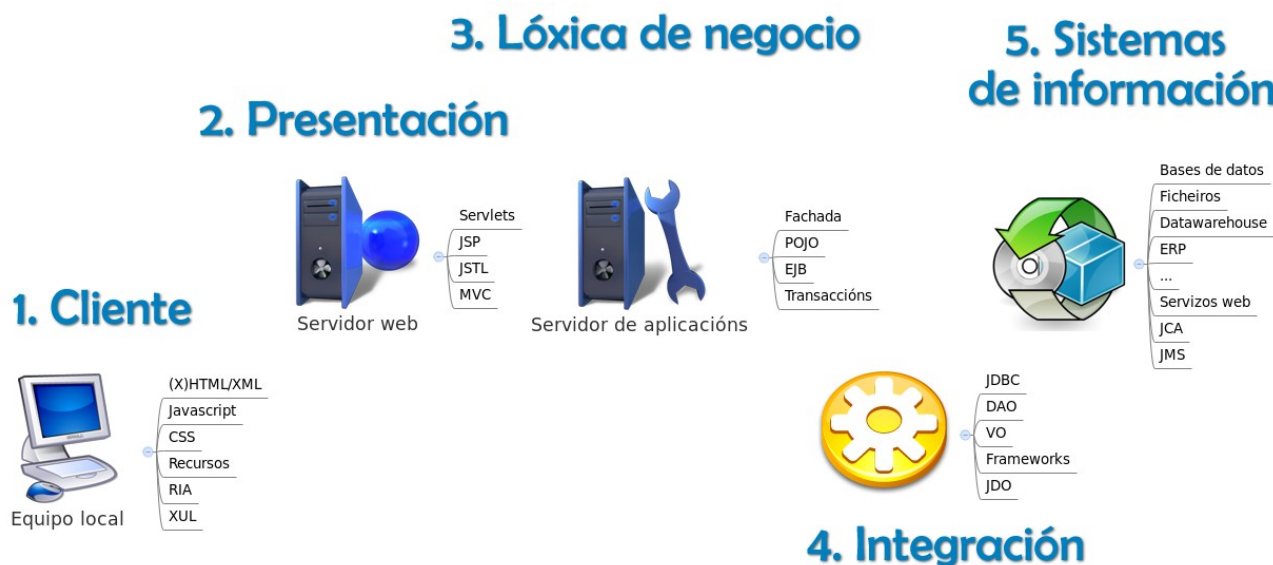 1. Cliente
Equipo local
(X)HTML/XML
Javascript
CSS
Recursos
RIA
XUL
2. Presentación
Servidor web
Servlets
JSP
JSTL
MVC
3. Lóxica de negocio
Servidor de aplicacións
Fachada
POJO
EJB
Transaccións
4. Integración
JDBC
DAO
VO
Frameworks
JDO
5. Sistemas
de información
Bases de datos
Ficheiros
Datawarehouse
ERP
...
Servizos web
JCA
JMS